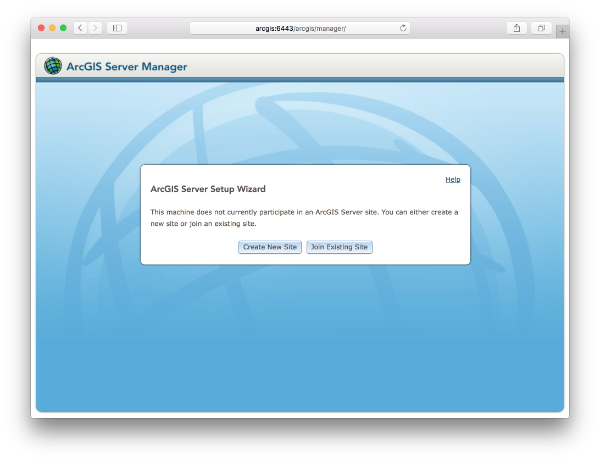 arcgis:6443/arcgis/manager/
ArcGIS Server Manager
Help
ArcGIS Server Setup Wizard
This machine does not currently participate in an ArcGIS Server site. You can either create a
new site or join an existing site.
Create New Site Join Existing Site